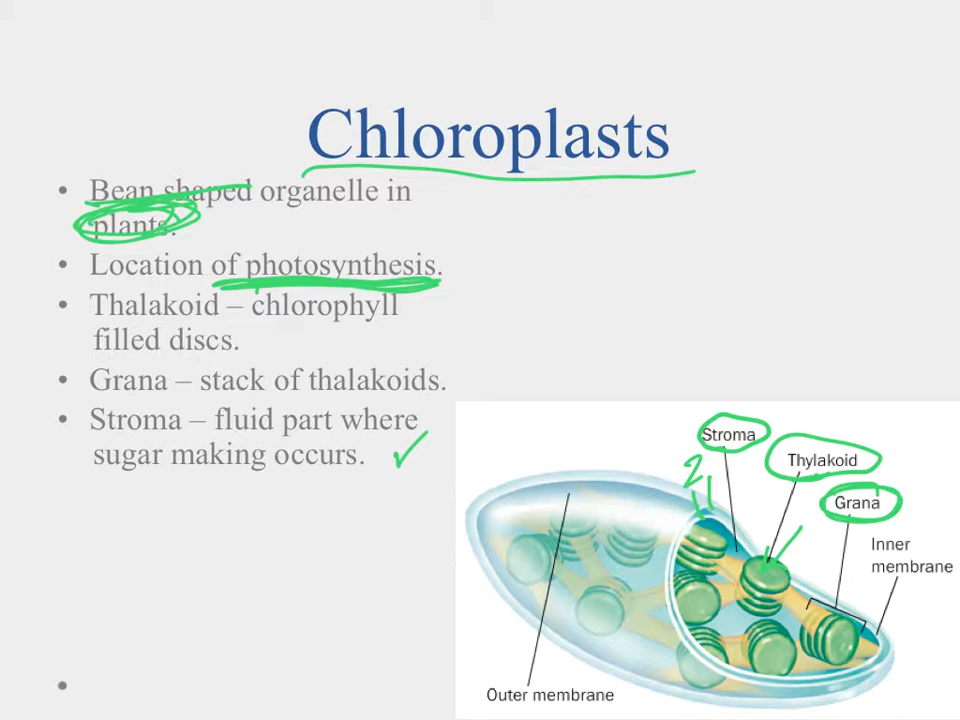 Chloroplasts
• Bean shaped organelle in
plants.
• Location of photosynthesis.
• Thalakoid – chlorophyll
filled discs.
• Grana – stack of thalakoids.
• Stroma – fluid part where
sugar making occurs.
•
Stroma
Thylakoid
2
Grana
Inner
membrane
Outer membrane